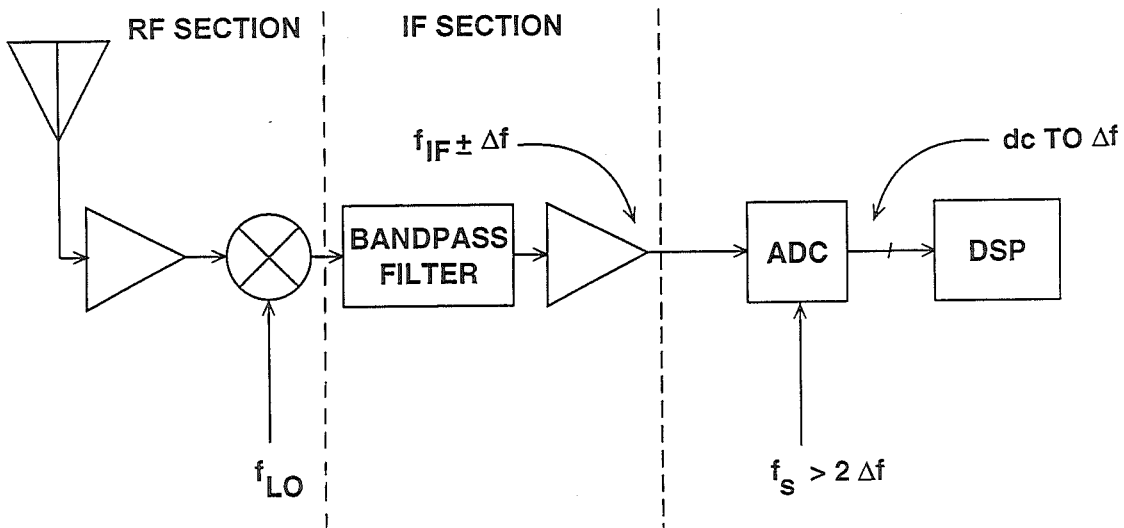 RF SECTION
IF SECTION
f_IF ± Δf
dc TO Δf
BANDPASS
FILTER
ADC
DSP
f_LO
f_s > 2 Δf